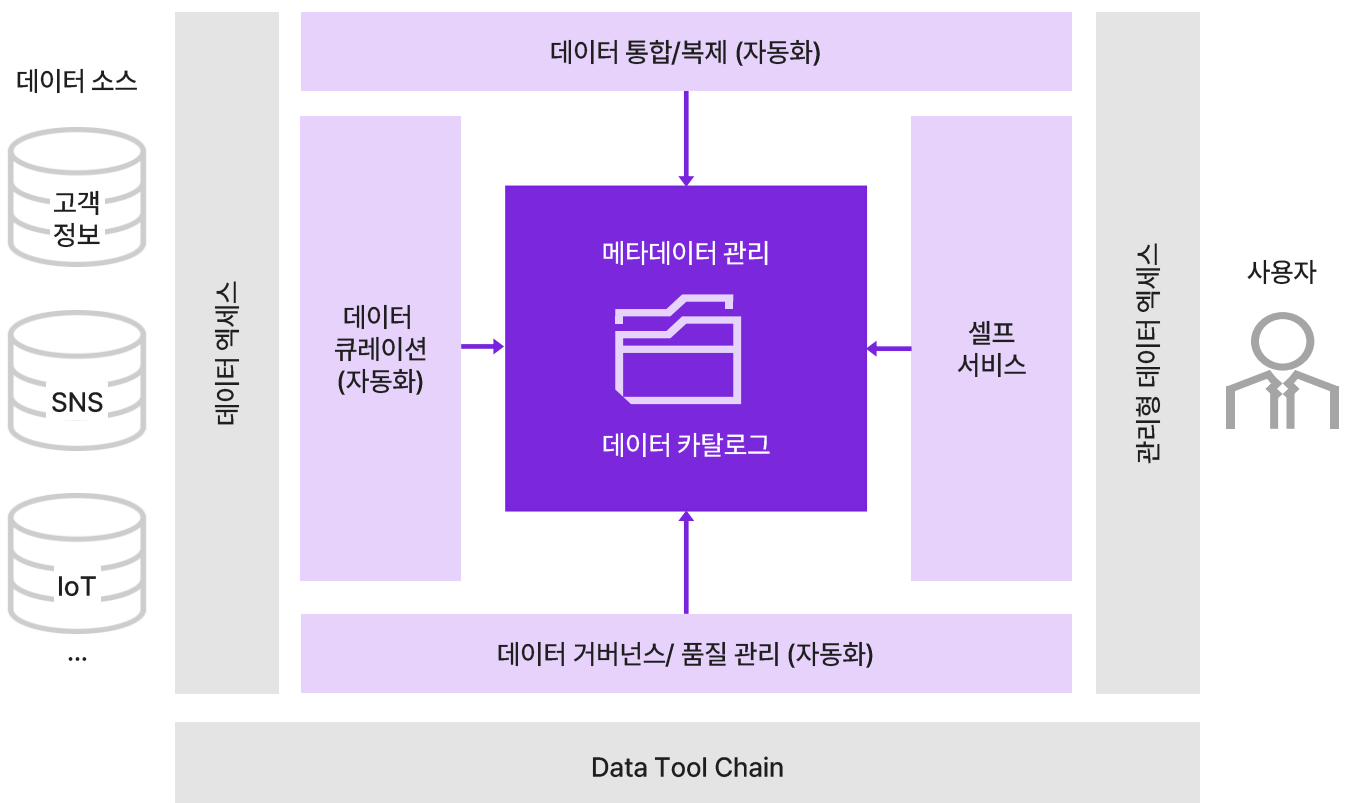 데이터 소스
고객
정보
SNS
IoT
...
데이터 엑세스
데이터 통합/복제 (자동화)
데이터
큐레이션
(자동화)
메타데이터 관리
데이터 카탈로그
셀프
서비스
데이터 거버넌스/ 품질 관리 (자동화)
관리형 데이터 엑세스
사용자
Data Tool Chain